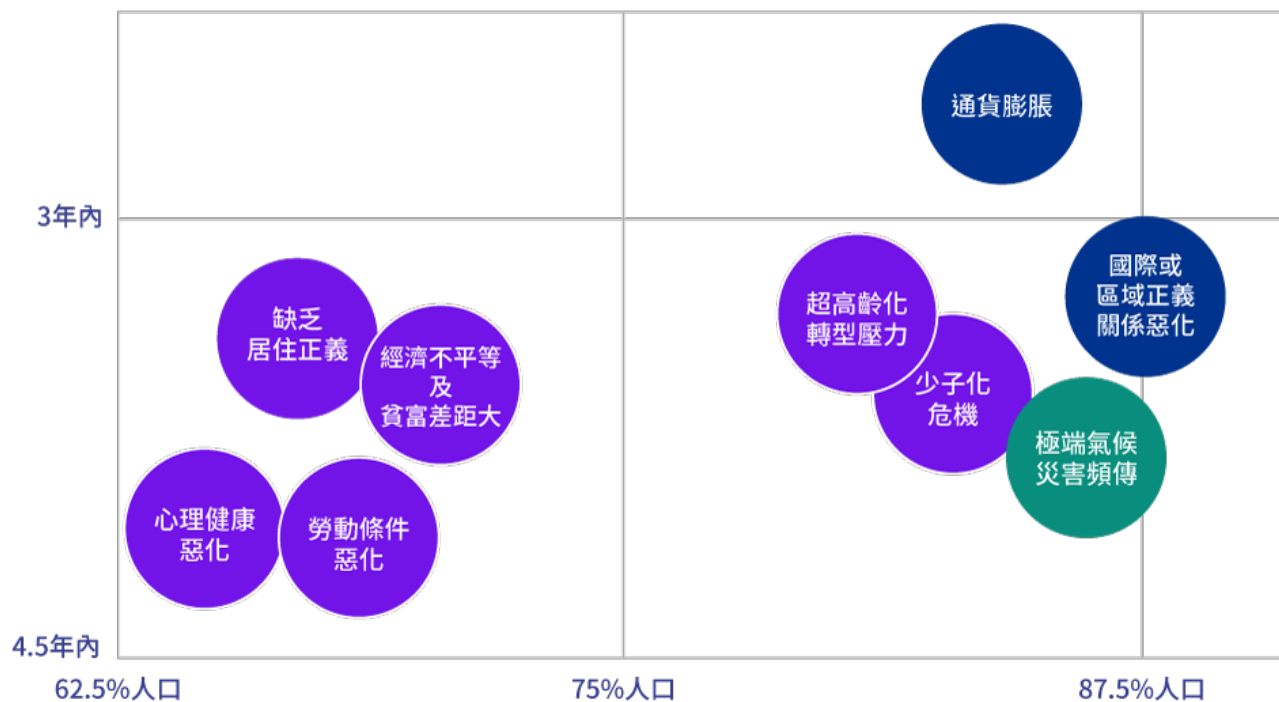 通貨膨脹
3年內
國際或
區域正義
關係惡化
超高齡化
轉型壓力
缺乏
居住正義
經濟不平等
及
貧富差距大
少子化
危機
極端氣候
災害頻傳
心理健康
惡化
勞動條件
惡化
4.5年內
62.5%人口
75%人口
87.5%人口